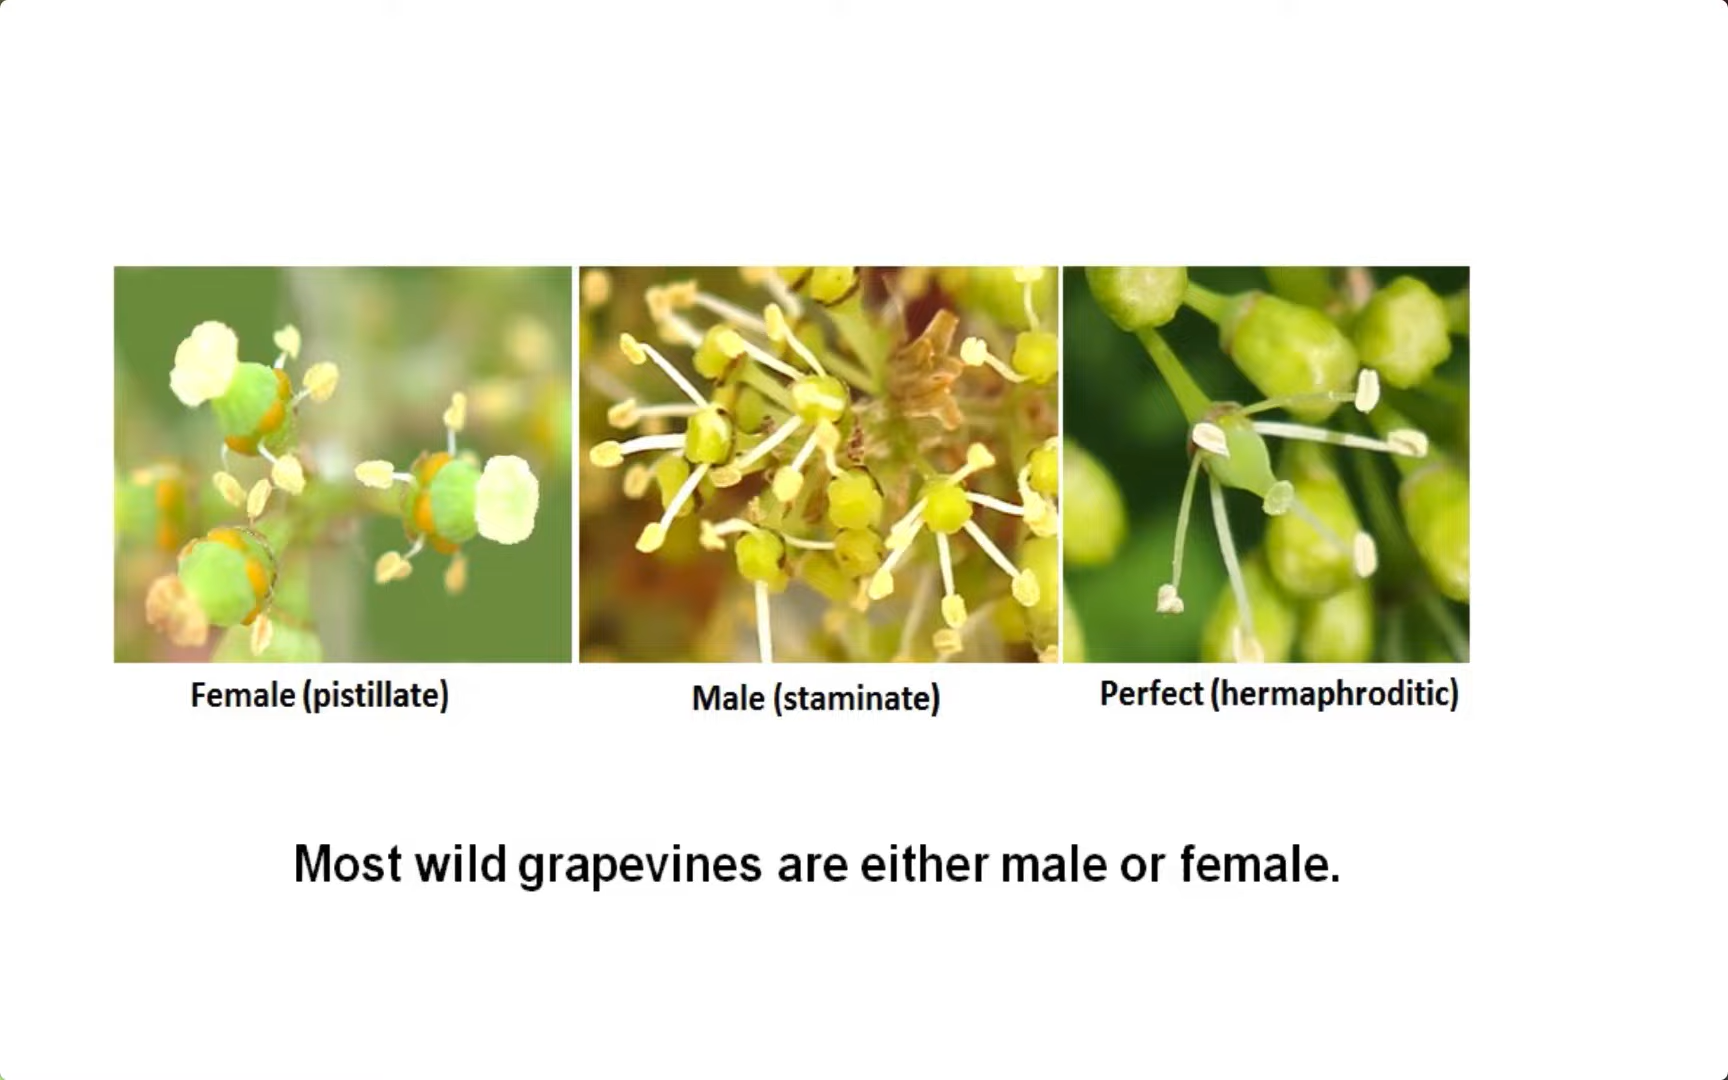 Female (pistillate)
Male (staminate)
Perfect (hermaphroditic)
Most wild grapevines are either male or female.